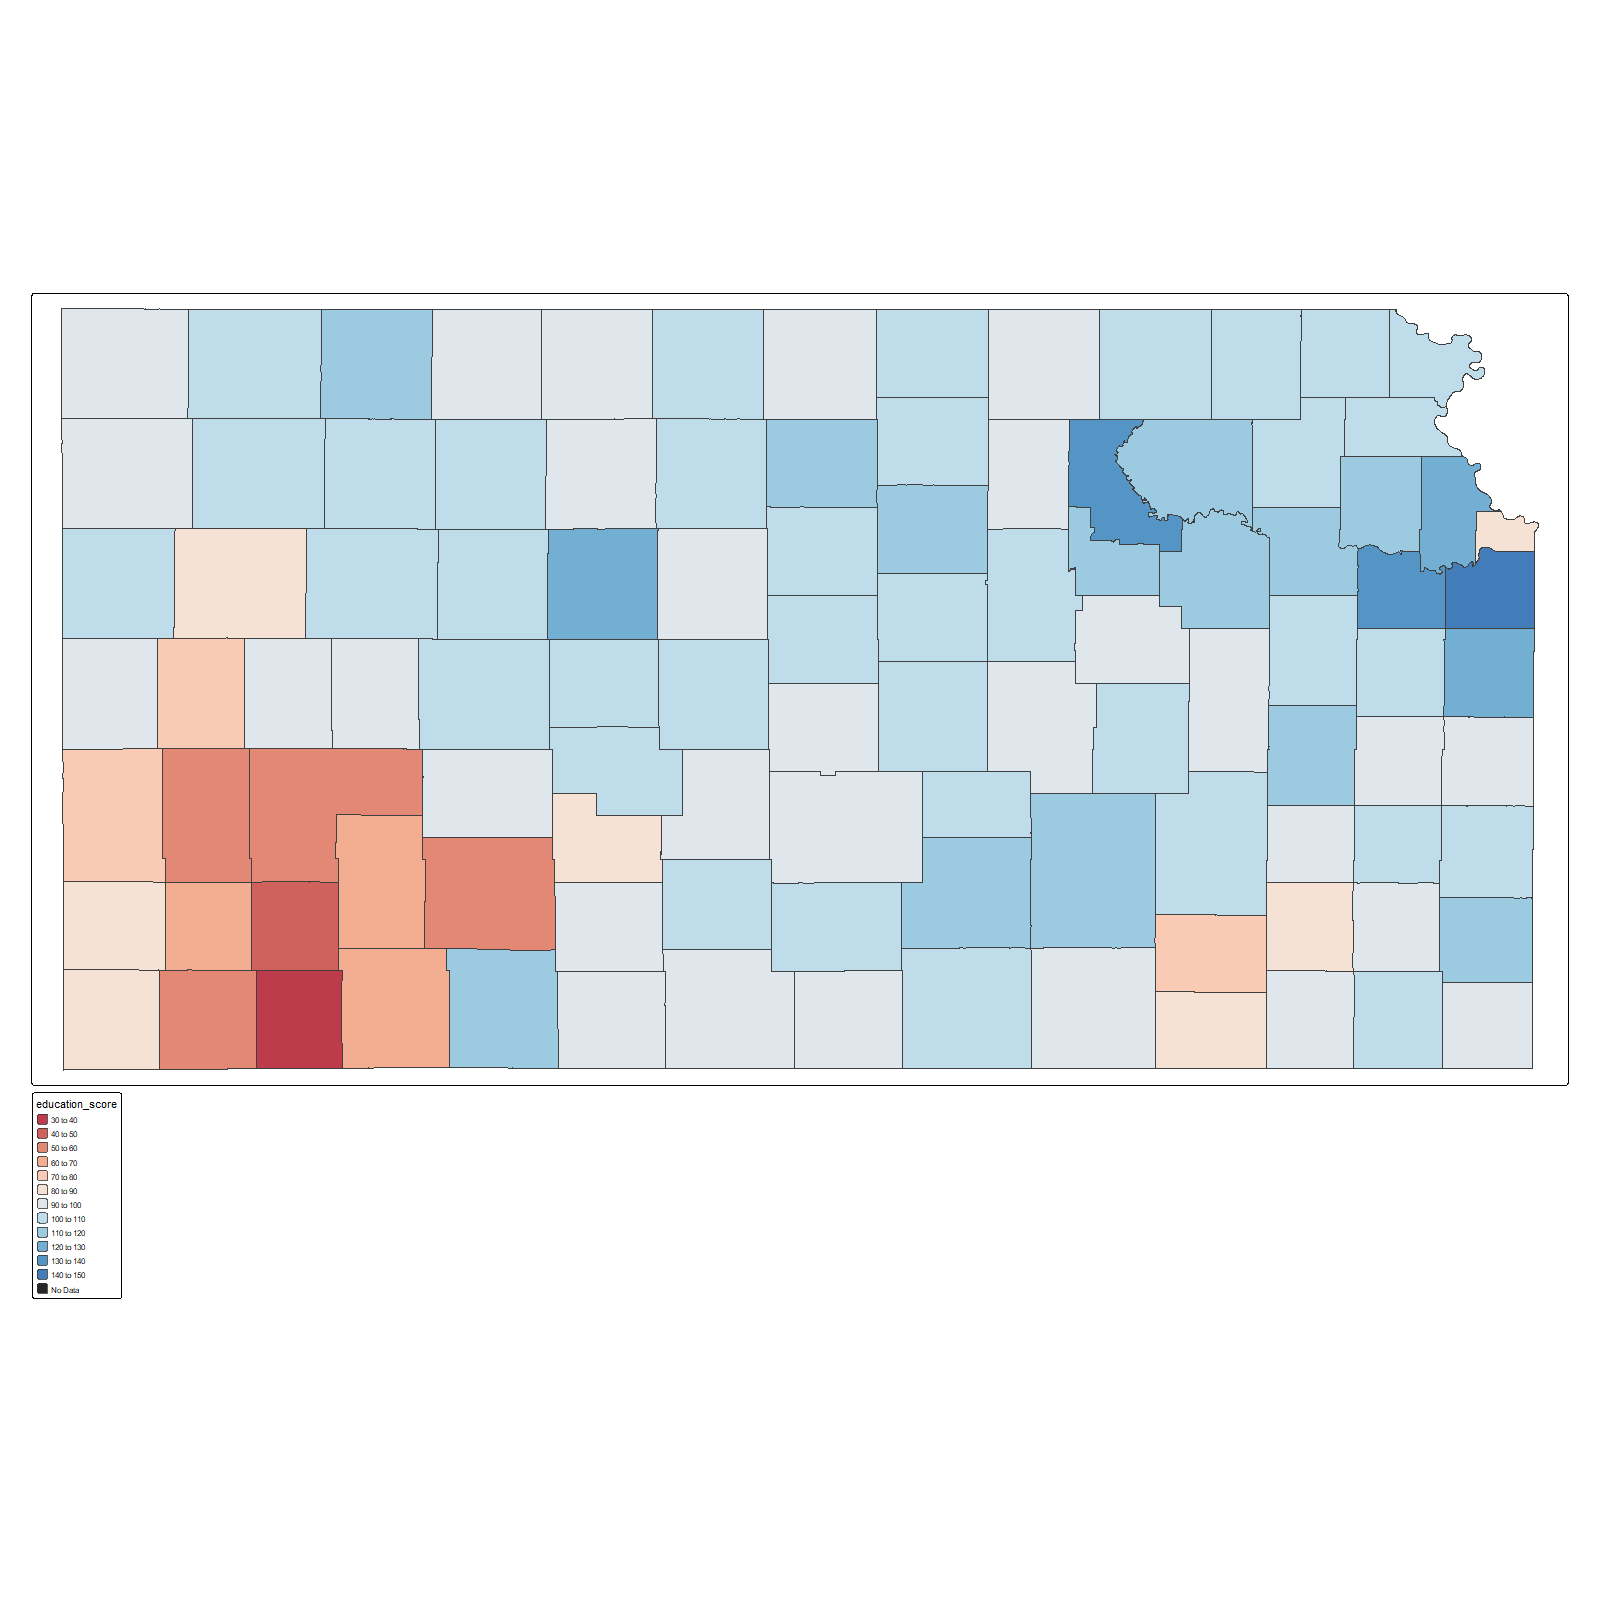 education_score
30 to 40
40 to 50
50 to 60
60 to 70
70 to 80
80 to 90
90 to 100
100 to 110
110 to 120
120 to 130
130 to 140
140 to 150
No Data